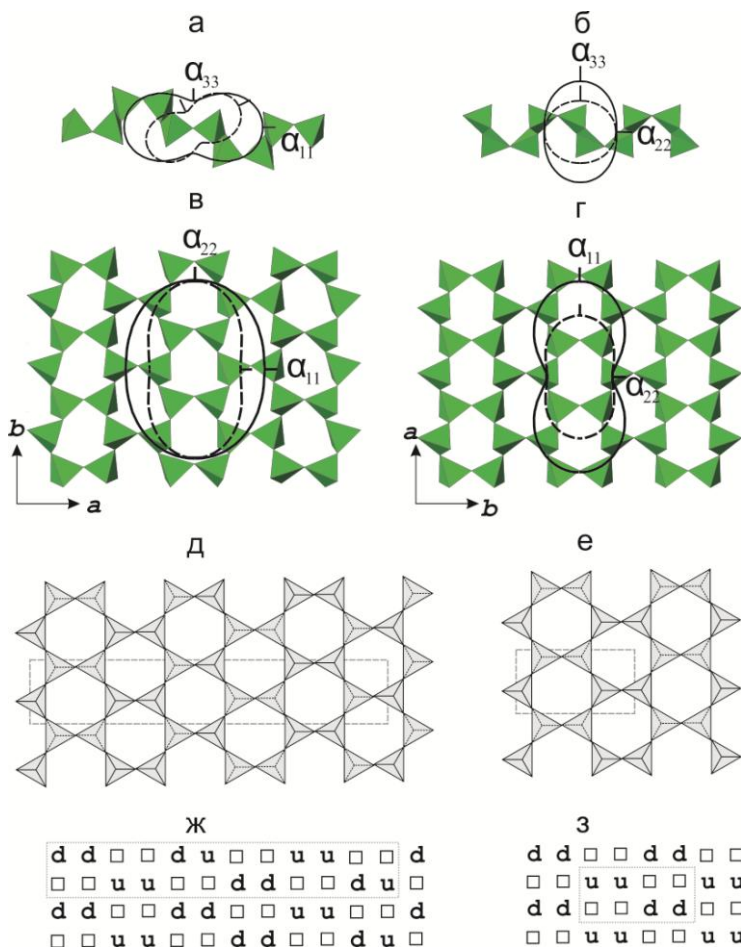 а б
α33 α33
α11 α22
в г
α22 α11
α11 α22
b a
a b
д е
ж з
d d □ □ d u □ □ u u □ □ d
□ □ u u □ □ d d □ □ d u □
d d □ □ d d □ □ u u □ □ d
□ □ u u □ □ d d □ □ d u □
d d □ □ d d □ □
□ □ u u □ □ u u
d d □ □ d d □ □
□ □ u u □ □ u u